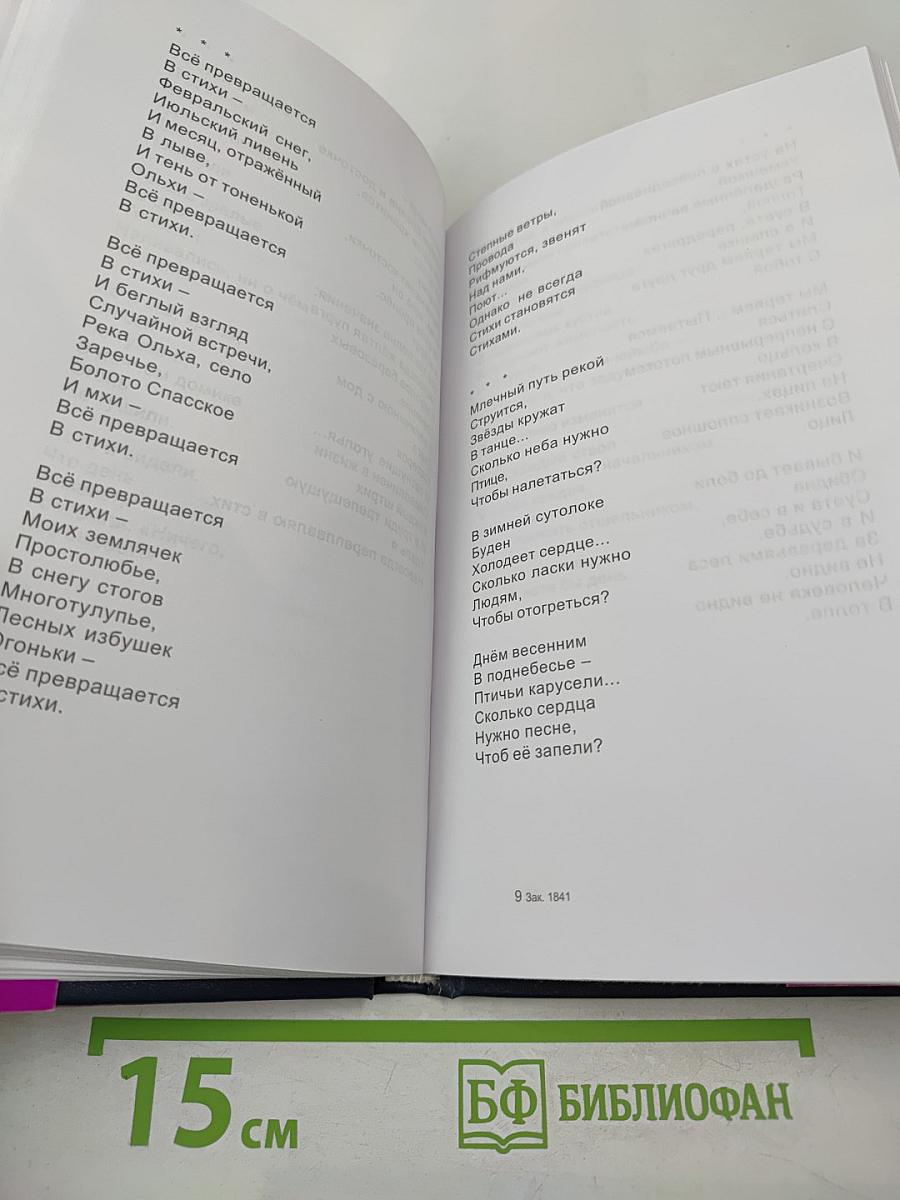 * * *
Всё превращается
В стихи –
Февральский снег,
Июльский ливень
И месяц, отражённый
В лыве,
И тень от тоненькой
Ольхи –
Всё превращается
В стихи.
Всё превращается
В стихи –
И беглый взгляд
Случайной встречи,
Река Ольха, село
Заречье,
Болото Спасское
И мхи –
Всё превращается
В стихи.
Всё превращается
В стихи –
Моих землячек
Простолюбье,
В снегу стогов
Многотулупье,
Лесных избушек
Огоньки –
сё превращается
стихи.
Степные ветры,
Провода
Рифмуются, звенят
Над нами,
Поют...
Однако не всегда
Стихи становятся
Стихами.
* * *
Млечный путь рекой
Струится,
Звёзды кружат
В танце...
Сколько неба нужно
Птице,
Чтобы налетаться?
В зимней сутолоке
Буден
Холодеет сердце...
Сколько ласки нужно
Людям,
Чтобы отогреться?
Днём весенним
В поднебесье –
Птичьи карусели...
Сколько сердца
Нужно песне,
Чтоб её запели?
9 Зак. 1841
15 см
БФ БИБЛИОФАН